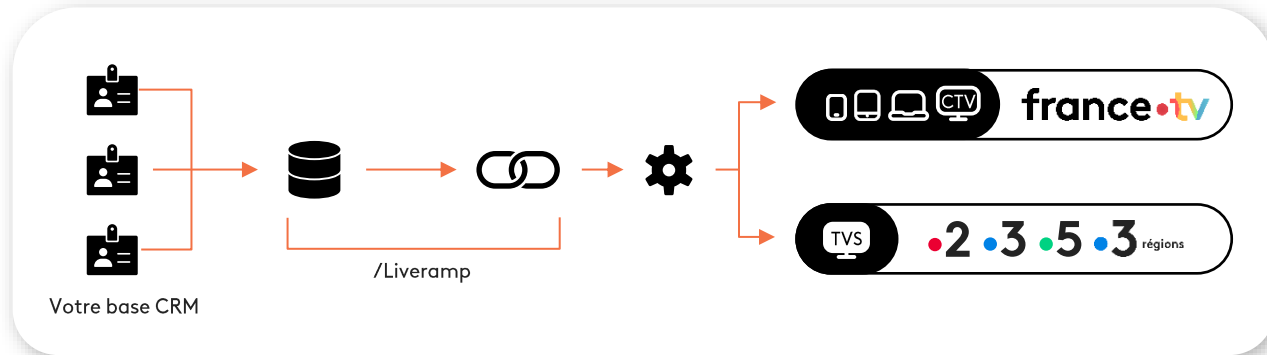 CTV
france•tv
TVS
•2 •3 •5 •3 régions
/Liveramp
Votre base CRM